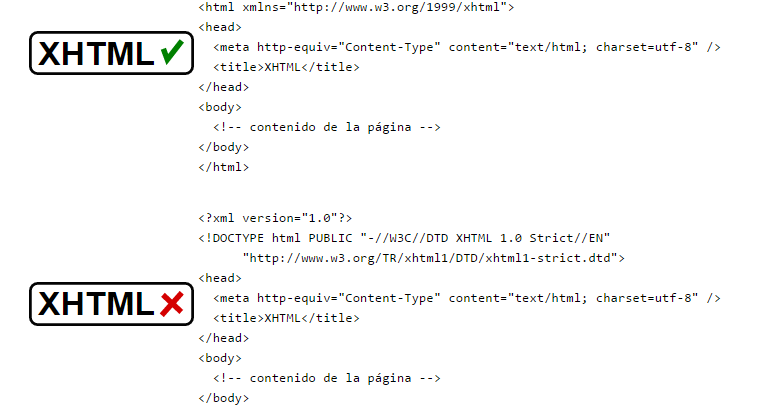 <html xmlns="http://www.w3.org/1999/xhtml">
<head>
<meta http-equiv="Content-Type" content="text/html; charset=utf-8" />
XHTML
<title>XHTML</title>
</head>
<body>
<!-- contenido de la página -->
</body>
</html>
<?xml version="1.0"?>
<!DOCTYPE html PUBLIC "-//W3C//DTD XHTML 1.0 Strict//EN"
"http://www.w3.org/TR/xhtml1/DTD/xhtml1-strict.dtd">
<head>
<meta http-equiv="Content-Type" content="text/html; charset=utf-8" />
XHTML
<title>XHTML</title>
</head>
<body>
<!-- contenido de la página -->
</body>